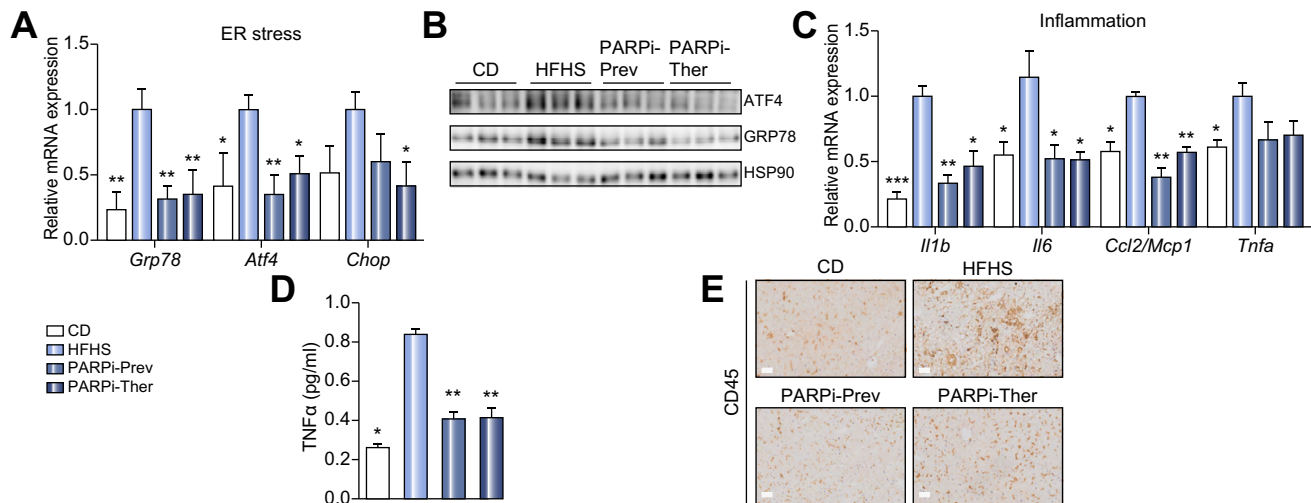 A
ER stress
Relative mRNA expression
1.5
1.0
0.5
0.0
** ** ** * ** * *
Grp78 Atf4 Chop
B
CD HFHS PARPi-Prev PARPi-Ther
ATF4
GRP78
HSP90
C
Inflammation
Relative mRNA expression
1.5
1.0
0.5
0.0
*** ** * * * * * ** ** *
Il1b Il6 Ccl2/Mcp1 Tnfa
CD
HFHS
PARPi-Prev
PARPi-Ther
D
TNFα (pg/ml)
1.0
0.8
0.6
0.4
0.2
0.0
* ** **
E
CD45
CD HFHS
PARPi-Prev PARPi-Ther